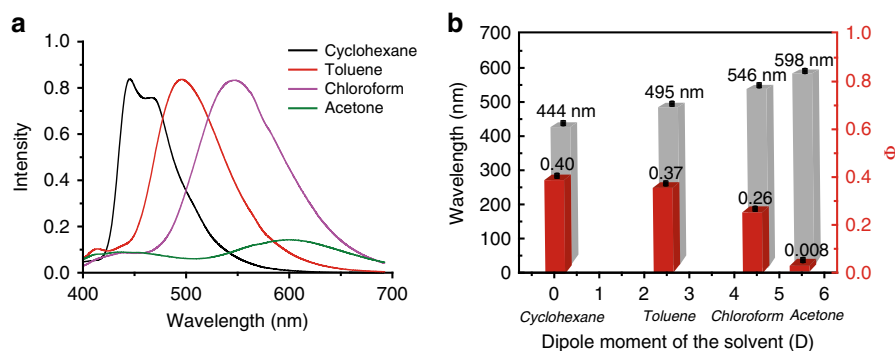 a
Cyclohexane
Toluene
Chloroform
Acetone
1.0
0.8
0.6
0.4
0.2
0.0
Intensity
400 500 600 700
Wavelength (nm)
b
700
600
500
400
300
200
100
0
Wavelength (nm)
444 nm
495 nm
546 nm
598 nm
0.40
0.37
0.26
0.008
1.0
0.8
0.6
0.4
0.2
0.0
Φ
0 1 2 3 4 5 6
Cyclohexane Toluene Chloroform Acetone
Dipole moment of the solvent (D)